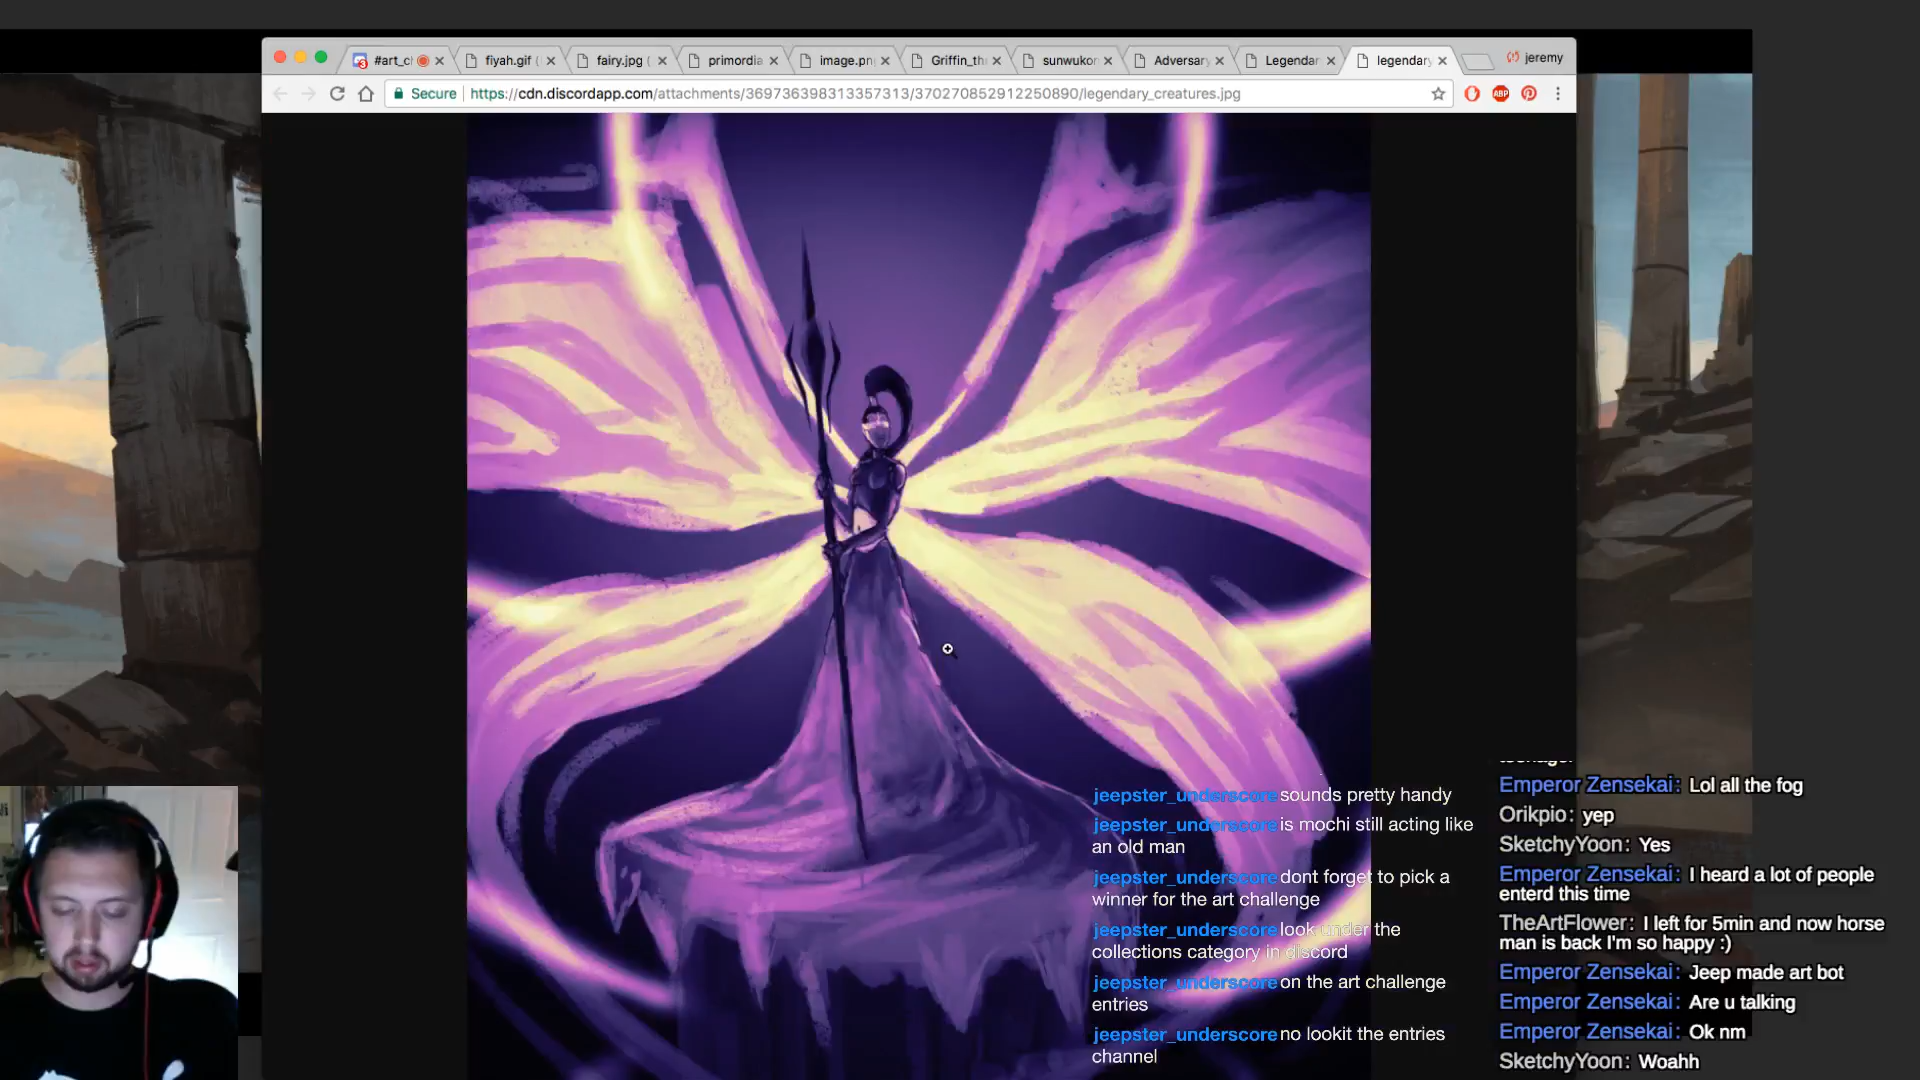 #art_c
fiyah.gif (
fairy.jpg (
primordia
image.pn
Griffin_th
sunwuko
Adversary
Legendar
legendary
jeremy
Secure
https://cdn.discordapp.com/attachments/369736398313357313/370270852912250890/legendary_creatures.jpg
ABP
jeepster_underscore sounds pretty handy
jeepster_underscore is mochi still acting like
an old man
jeepster_underscore dont forget to pick a
winner for the art challenge
jeepster_underscore look under the
collections category in discord
jeepster_underscore on the art challenge
entries
jeepster_underscore no lookit the entries
channel
Emperor Zensekai: Lol all the fog
Orikpio: yep
SketchyYoon: Yes
Emperor Zensekai: I heard a lot of people
enterd this time
TheArtFlower: I left for 5min and now horse
man is back I'm so happy :)
Emperor Zensekai: Jeep made art bot
Emperor Zensekai: Are u talking
Emperor Zensekai: Ok nm
SketchyYoon: Woahh